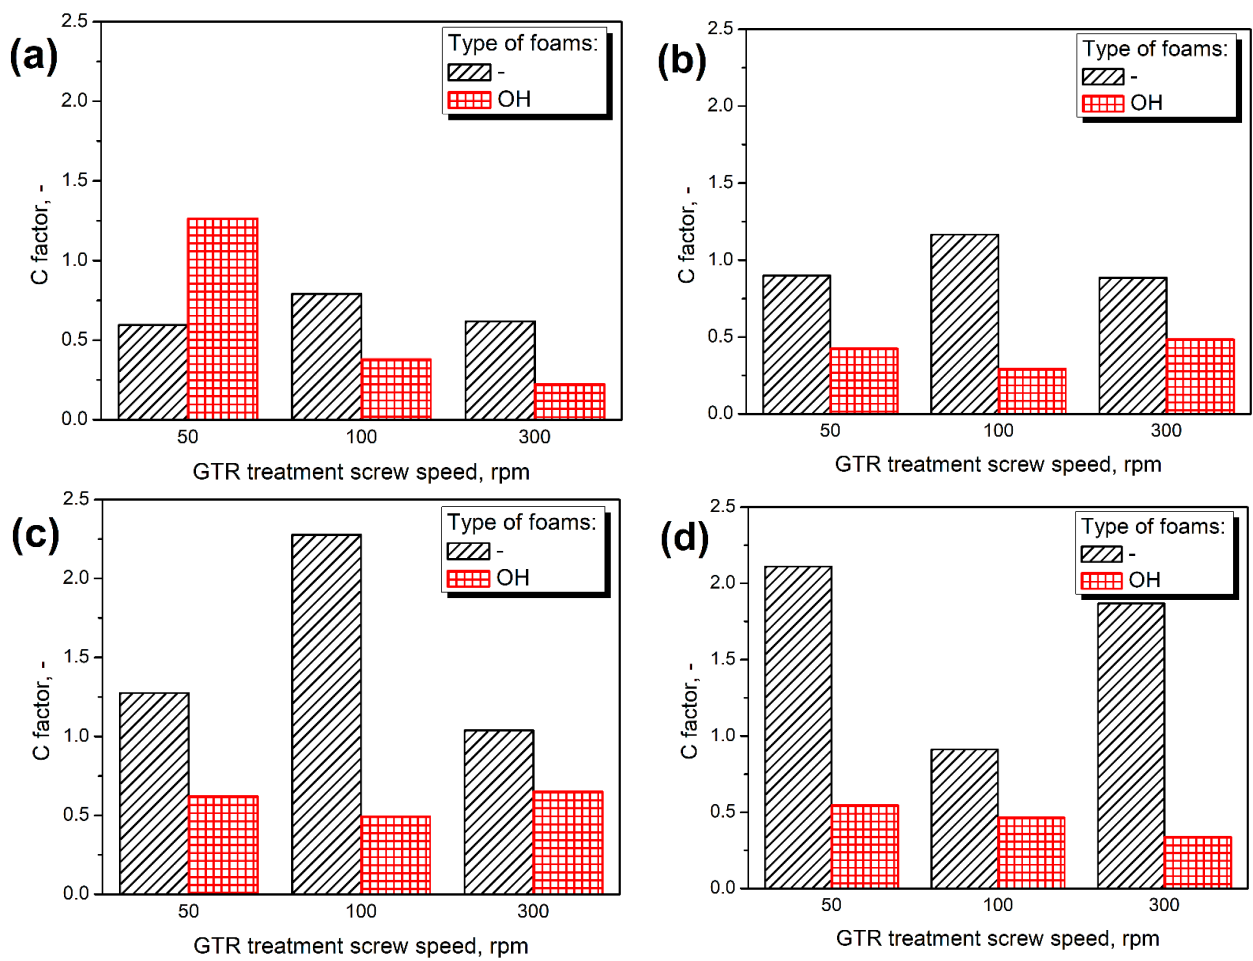 (a)
2.5
2.0
1.5
1.0
0.5
0.0
C factor, -
Type of foams:
-
OH
50
100
300
GTR treatment screw speed, rpm
(b)
2.5
2.0
1.5
1.0
0.5
0.0
C factor, -
Type of foams:
-
OH
50
100
300
GTR treatment screw speed, rpm
(c)
2.5
2.0
1.5
1.0
0.5
0.0
C factor, -
Type of foams:
-
OH
50
100
300
GTR treatment screw speed, rpm
(d)
2.5
2.0
1.5
1.0
0.5
0.0
C factor, -
Type of foams:
-
OH
50
100
300
GTR treatment screw speed, rpm